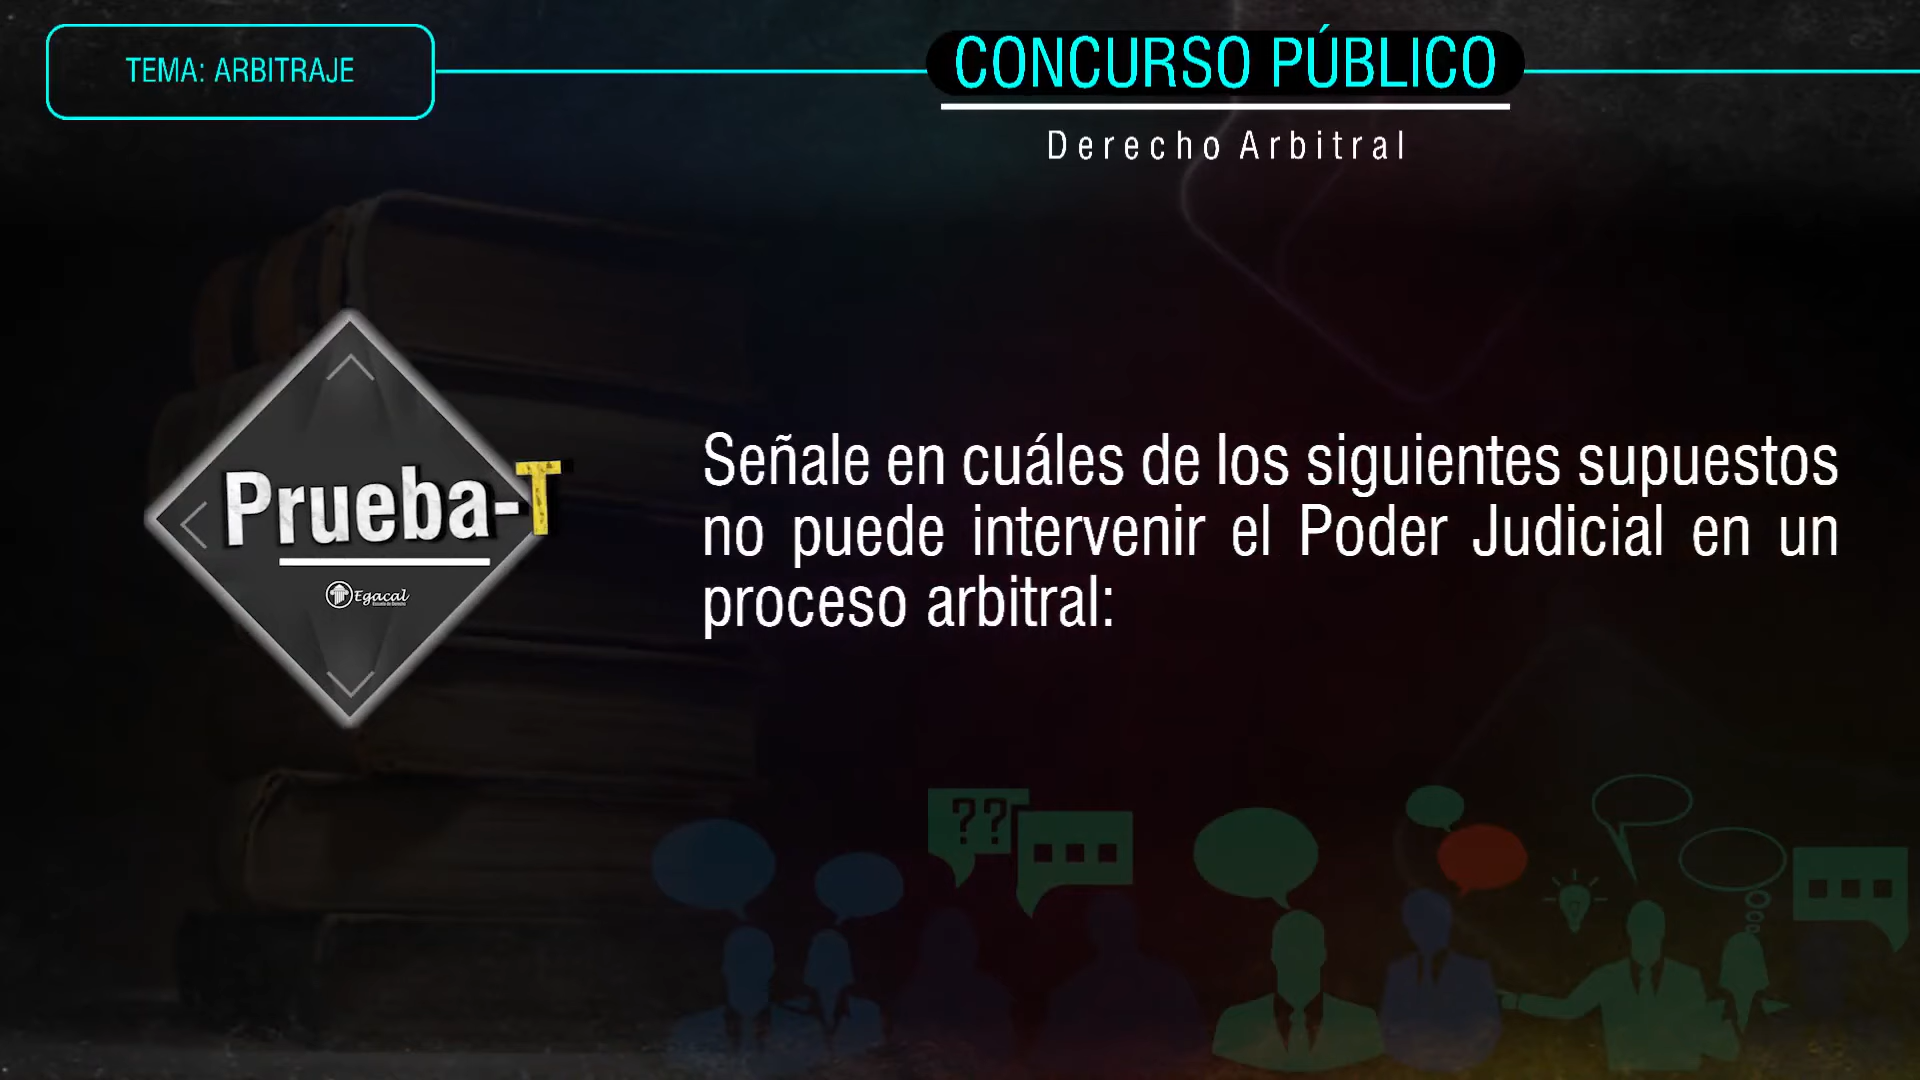 TEMA: ARBITRAJE
CONCURSO PÚBLICO
Derecho Arbitral
Prueba-T
Egacal
Señale en cuáles de los siguientes supuestos
no puede intervenir el Poder Judicial en un
proceso arbitral:
??